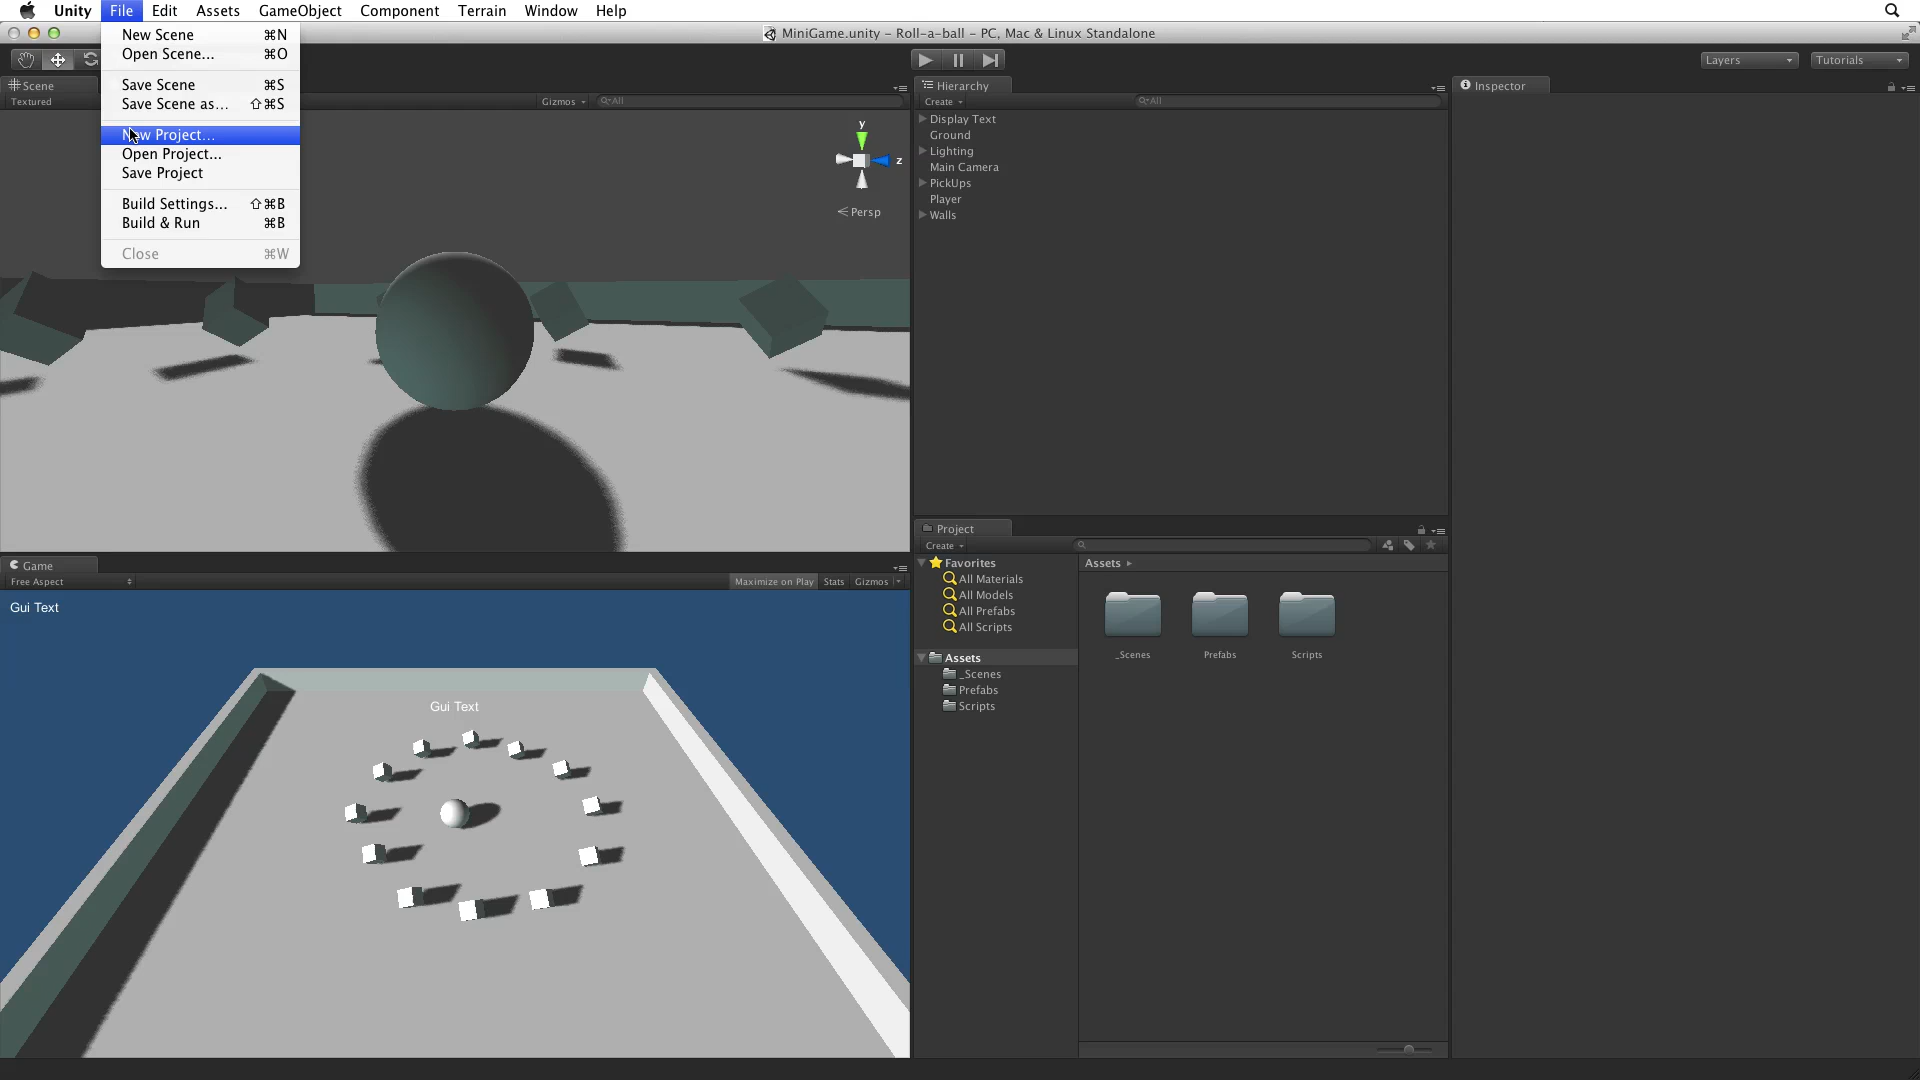 Unity File Edit Assets GameObject Component Terrain Window Help
MiniGame.unity – Roll-a-ball – PC, Mac & Linux Standalone
New Scene ⌘N
Open Scene... ⌘O
Save Scene ⌘S
Save Scene as... ⇧⌘S
New Project...
Open Project...
Save Project
Build Settings... ⇧⌘B
Build & Run ⌘B
Close ⌘W
Layers
Tutorials
Scene
Textured
Gizmos
All
y
z
Persp
Hierarchy
Create
All
Display Text
Ground
Lighting
Main Camera
PickUps
Player
Walls
Inspector
Game
Free Aspect
Maximize on Play Stats Gizmos
Gui Text
Gui Text
Project
Create
Favorites
All Materials
All Models
All Prefabs
All Scripts
Assets
_Scenes
Prefabs
Scripts
Assets
_Scenes
Prefabs
Scripts